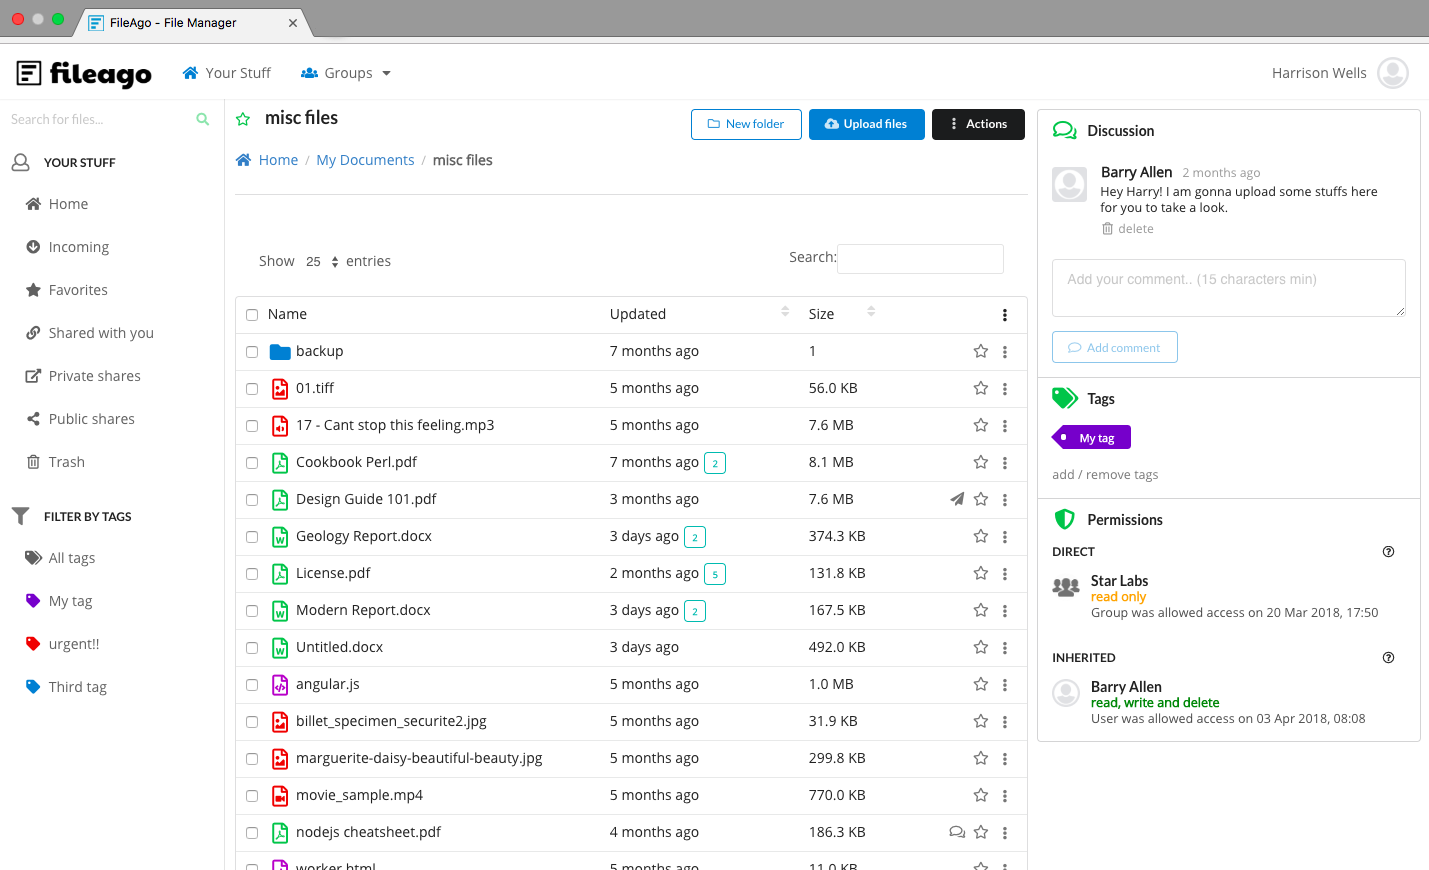 FileAgo - File Manager
fileago
Your Stuff
Groups
Harrison Wells
Search for files...
YOUR STUFF
Home
Incoming
Favorites
Shared with you
Private shares
Public shares
Trash
FILTER BY TAGS
All tags
My tag
urgent!!
Third tag
misc files
New folder
Upload files
Actions
Home / My Documents / misc files
Show 25 entries
Search:
Name Updated Size
backup 7 months ago 1
01.tiff 5 months ago 56.0 KB
17 - Cant stop this feeling.mp3 5 months ago 7.6 MB
Cookbook Perl.pdf 7 months ago 2 8.1 MB
Design Guide 101.pdf 3 months ago 7.6 MB
Geology Report.docx 3 days ago 2 374.3 KB
License.pdf 2 months ago 5 131.8 KB
Modern Report.docx 3 days ago 2 167.5 KB
Untitled.docx 3 days ago 492.0 KB
angular.js 5 months ago 1.0 MB
billet_specimen_securite2.jpg 5 months ago 31.9 KB
marguerite-daisy-beautiful-beauty.jpg 5 months ago 299.8 KB
movie_sample.mp4 5 months ago 770.0 KB
nodejs cheatsheet.pdf 4 months ago 186.3 KB
worker.html 5 months ago 11.0 KB
Discussion
Barry Allen 2 months ago
Hey Harry! I am gonna upload some stuffs here
for you to take a look.
delete
Add your comment.. (15 characters min)
Add comment
Tags
My tag
add / remove tags
Permissions
DIRECT
Star Labs
read only
Group was allowed access on 20 Mar 2018, 17:50
INHERITED
Barry Allen
read, write and delete
User was allowed access on 03 Apr 2018, 08:08